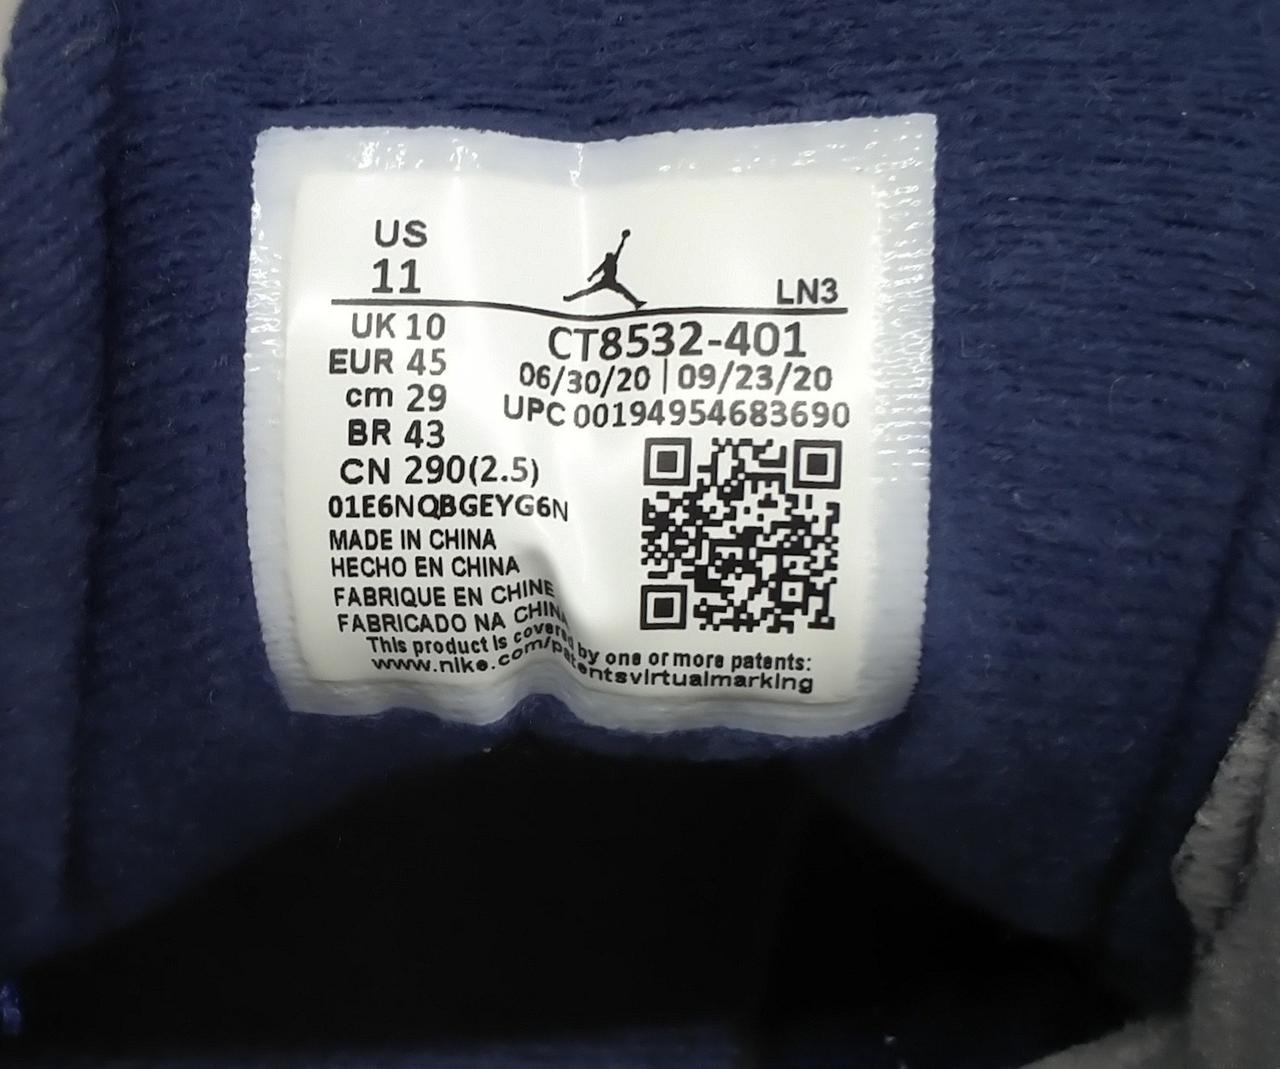 US
11
LN3
UK 10
EUR 45
cm 29
BR 43
CN 290(2.5)
01E6NQBGEYG6N
CT8532-401
06/30/20 | 09/23/20
UPC 00194954683690
MADE IN CHINA
HECHO EN CHINA
FABRIQUE EN CHINE
FABRICADO NA CHINA
This product is covered by one or more patents:
www.nike.com/patentsvirtualmarking